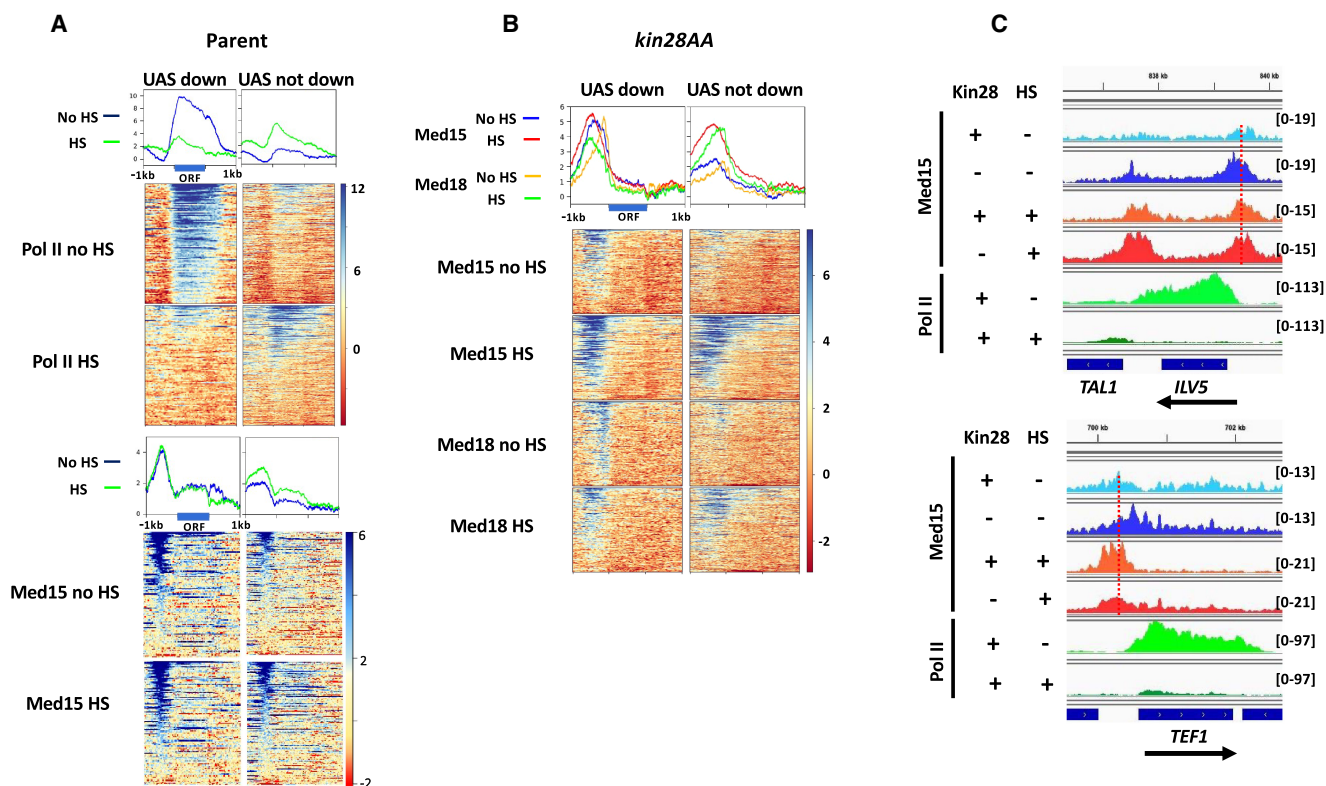 A
Parent
UAS down UAS not down
No HS
HS
10
8
6
4
2
0
-1kb ORF 1kb
Pol II no HS
Pol II HS
12
6
0
No HS
HS
4
2
0
-1kb ORF 1kb
Med15 no HS
Med15 HS
6
2
-2
B
kin28AA
UAS down UAS not down
Med15 No HS
HS
Med18 No HS
HS
6
5
4
3
2
1
0
-1kb ORF 1kb
Med15 no HS
Med15 HS
Med18 no HS
Med18 HS
6
4
2
0
-2
C
Kin28 HS
838 kb 840 kb
Med15
+ - [0-19]
- - [0-19]
+ + [0-15]
- + [0-15]
Pol II
+ - [0-113]
+ + [0-113]
TAL1 ILV5
Kin28 HS
700 kb 702 kb
Med15
+ - [0-13]
- - [0-13]
+ + [0-21]
- + [0-21]
Pol II
+ - [0-97]
+ + [0-97]
TEF1